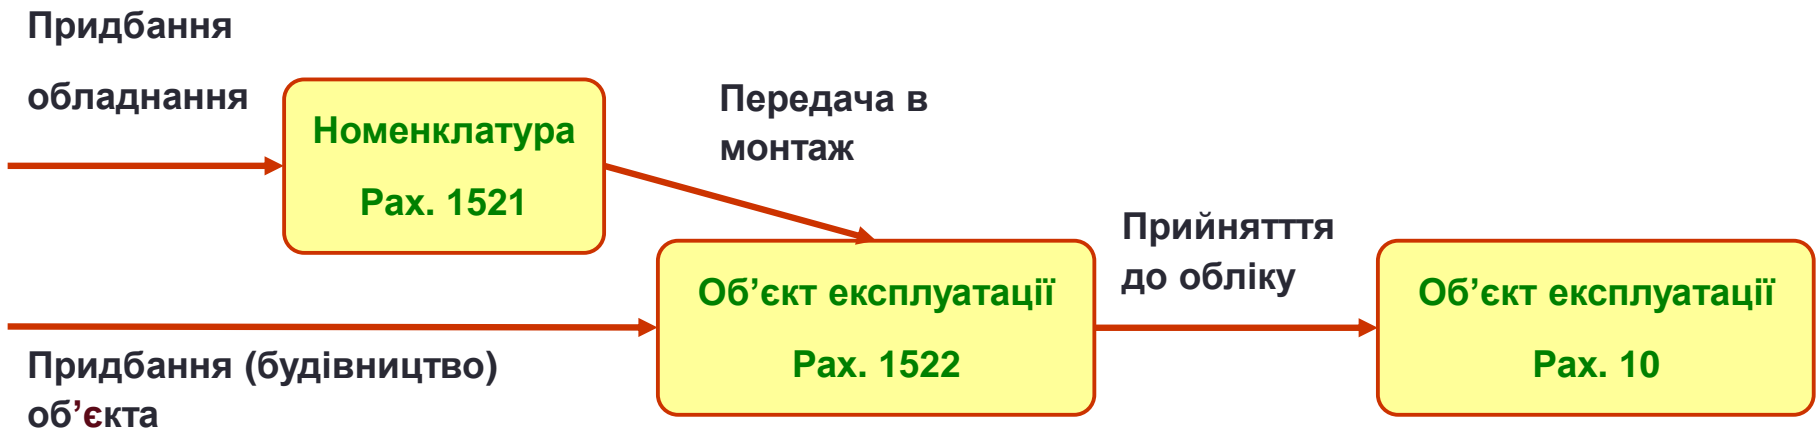 Придбання
обладнання
Номенклатура
Рах. 1521
Передача в
монтаж
Об’єкт експлуатації
Рах. 1522
Придбання (будівництво)
об’єкта
Прийнятття
до обліку
Об’єкт експлуатації
Рах. 10